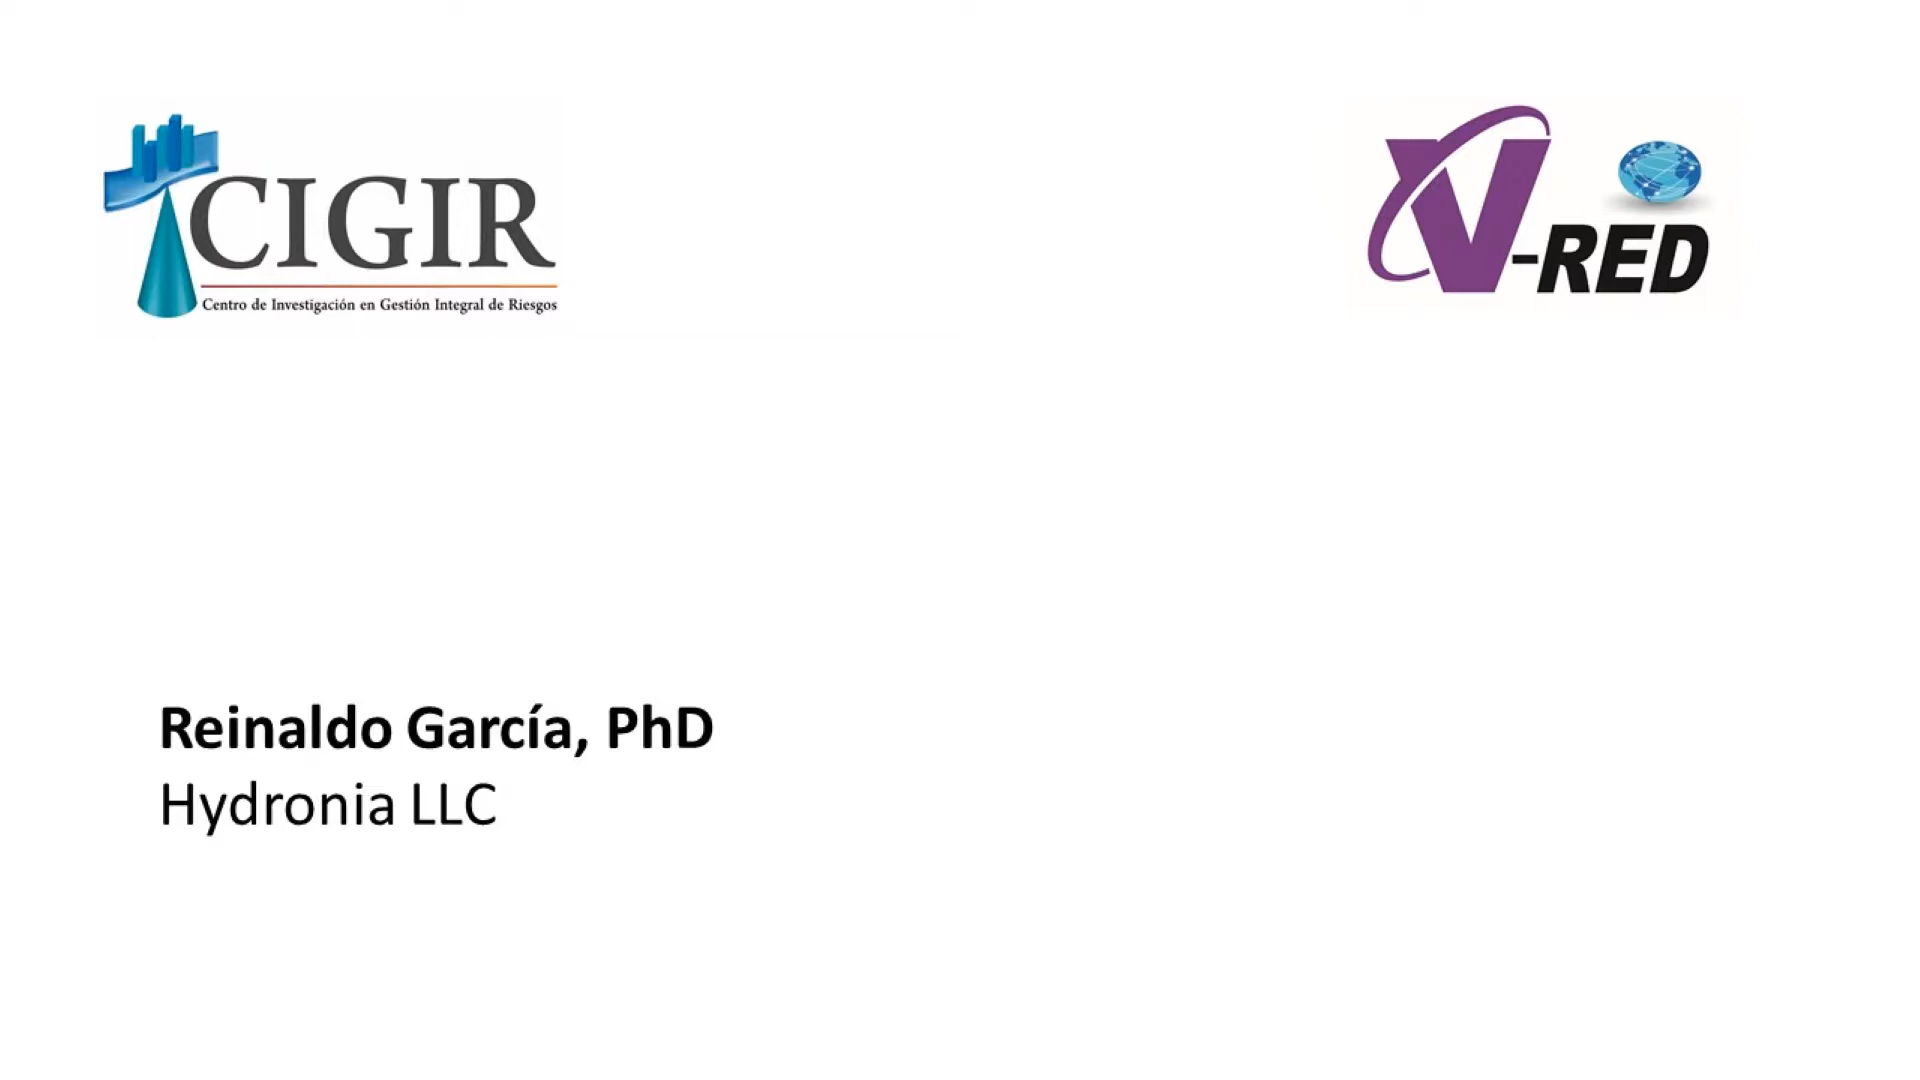 CIGIR
Centro de Investigación en Gestión Integral de Riesgos
V-RED
Reinaldo García, PhD
Hydronia LLC